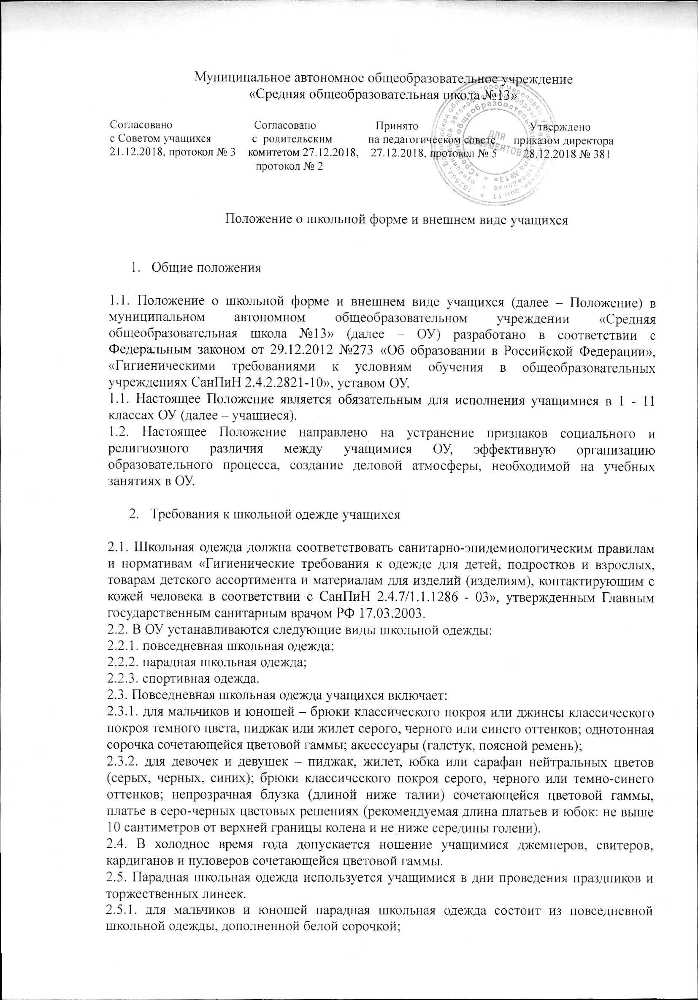 Муниципальное автономное общеобразовательное учреждение
«Средняя общеобразовательная школа №13»
Согласовано Согласовано Принято Утверждено
с Советом учащихся с родительским на педагогическом совете приказом директора
21.12.2018, протокол № 3 комитетом 27.12.2018, 27.12.2018, протокол № 5 28.12.2018 № 381
протокол № 2
ДЛЯ
ДОКУМЕНТОВ
Положение о школьной форме и внешнем виде учащихся
1. Общие положения
1.1. Положение о школьной форме и внешнем виде учащихся (далее – Положение) в
муниципальном автономном общеобразовательном учреждении «Средняя
общеобразовательная школа №13» (далее – ОУ) разработано в соответствии с
Федеральным законом от 29.12.2012 №273 «Об образовании в Российской Федерации»,
«Гигиеническими требованиями к условиям обучения в общеобразовательных
учреждениях СанПиН 2.4.2.2821-10», уставом ОУ.
1.1. Настоящее Положение является обязательным для исполнения учащимися в 1 - 11
классах ОУ (далее – учащиеся).
1.2. Настоящее Положение направлено на устранение признаков социального и
религиозного различия между учащимися ОУ, эффективную организацию
образовательного процесса, создание деловой атмосферы, необходимой на учебных
занятиях в ОУ.
2. Требования к школьной одежде учащихся
2.1. Школьная одежда должна соответствовать санитарно-эпидемиологическим правилам
и нормативам «Гигиенические требования к одежде для детей, подростков и взрослых,
товарам детского ассортимента и материалам для изделий (изделиям), контактирующим с
кожей человека в соответствии с СанПиН 2.4.7/1.1.1286 - 03», утвержденным Главным
государственным санитарным врачом РФ 17.03.2003.
2.2. В ОУ устанавливаются следующие виды школьной одежды:
2.2.1. повседневная школьная одежда;
2.2.2. парадная школьная одежда;
2.2.3. спортивная одежда.
2.3. Повседневная школьная одежда учащихся включает:
2.3.1. для мальчиков и юношей – брюки классического покроя или джинсы классического
покроя темного цвета, пиджак или жилет серого, черного или синего оттенков; однотонная
сорочка сочетающейся цветовой гаммы; аксессуары (галстук, поясной ремень);
2.3.2. для девочек и девушек – пиджак, жилет, юбка или сарафан нейтральных цветов
(серых, черных, синих); брюки классического покроя серого, черного или темно-синего
оттенков; непрозрачная блузка (длиной ниже талии) сочетающейся цветовой гаммы,
платье в серо-черных цветовых решениях (рекомендуемая длина платьев и юбок: не выше
10 сантиметров от верхней границы колена и не ниже середины голени).
2.4. В холодное время года допускается ношение учащимися джемперов, свитеров,
кардиганов и пуловеров сочетающейся цветовой гаммы.
2.5. Парадная школьная одежда используется учащимися в дни проведения праздников и
торжественных линеек.
2.5.1. для мальчиков и юношей парадная школьная одежда состоит из повседневной
школьной одежды, дополненной белой сорочкой;